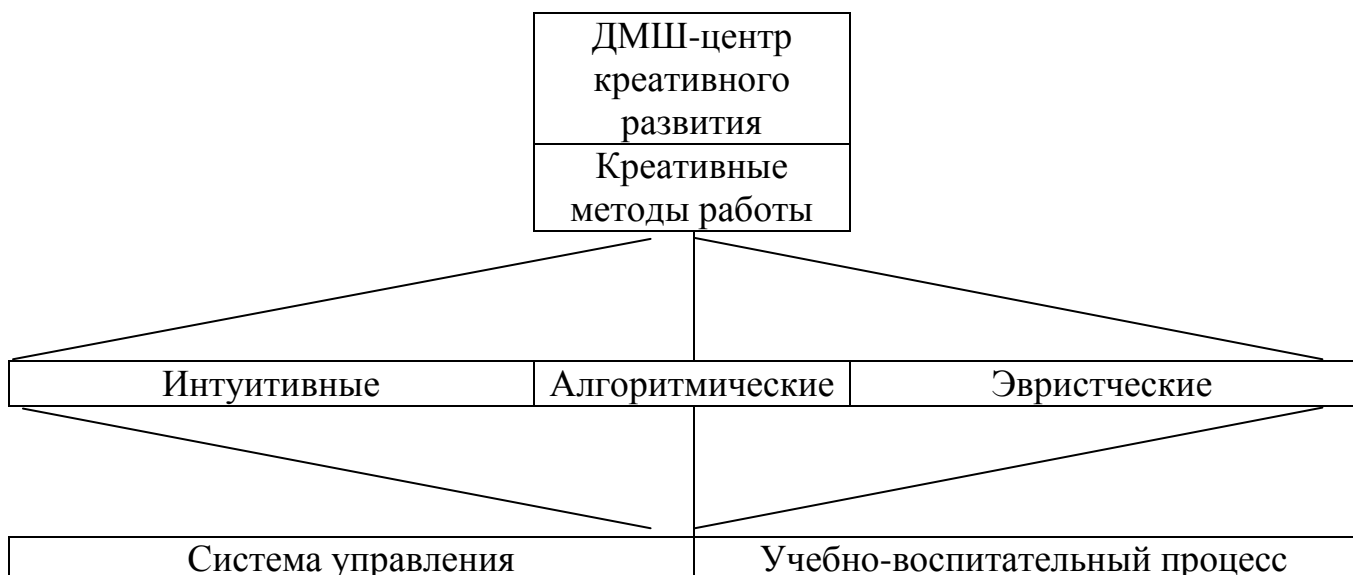 ДМШ-центр
креативного
развития
Креативные
методы работы
Интуитивные
Алгоритмические
Эвристческие
Система управления
Учебно-воспитательный процесс